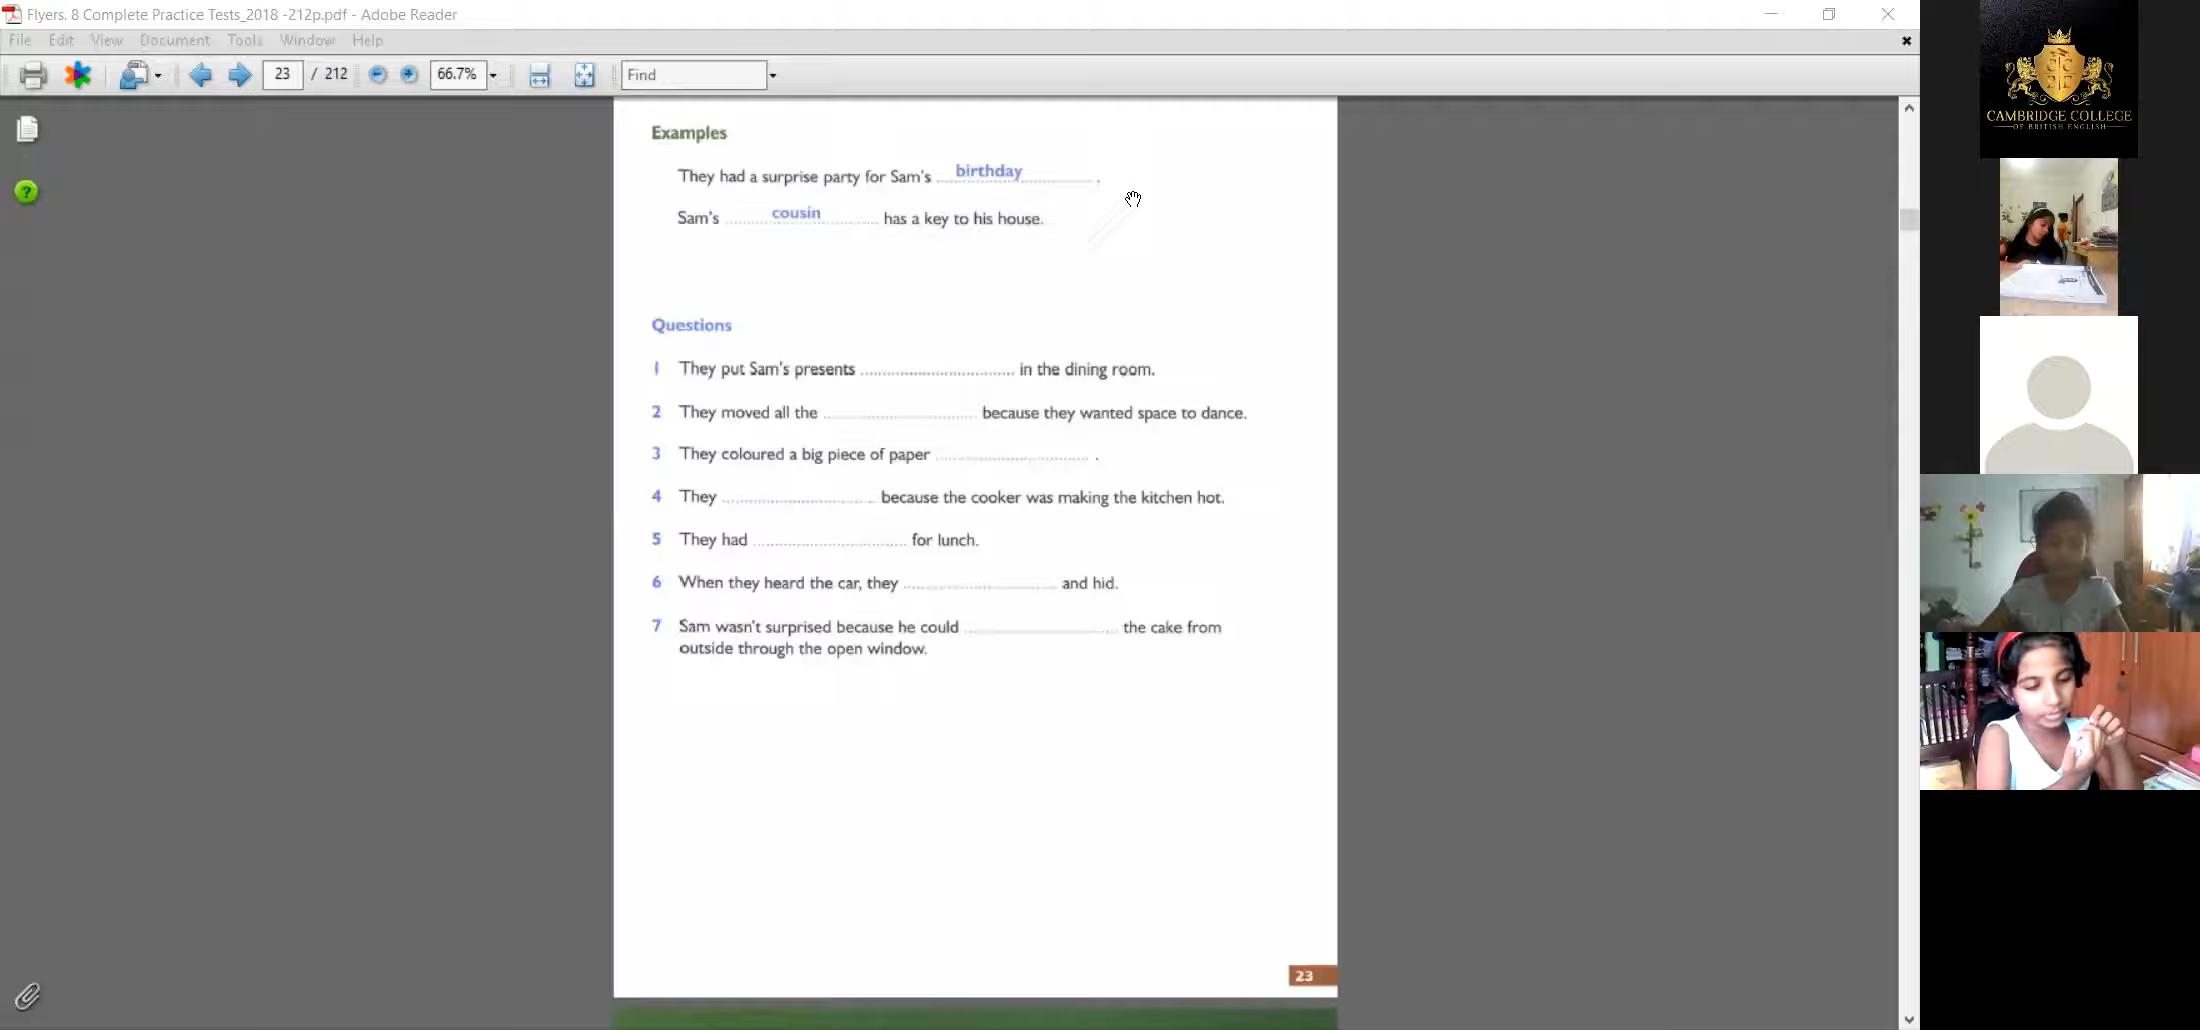 Flyers. 8 Complete Practice Tests_2018 -212p.pdf - Adobe Reader
File Edit View Document Tools Window Help
23 / 212 66.7% Find
Examples
They had a surprise party for Sam's birthday .
Sam's cousin has a key to his house.
Questions
1 They put Sam's presents ........................ in the dining room.
2 They moved all the ........................ because they wanted space to dance.
3 They coloured a big piece of paper ........................ .
4 They ........................ because the cooker was making the kitchen hot.
5 They had ........................ for lunch.
6 When they heard the car, they ........................ and hid.
7 Sam wasn't surprised because he could ........................ the cake from
outside through the open window.
23
CAMBRIDGE COLLEGE
OF BRITISH ENGLISH